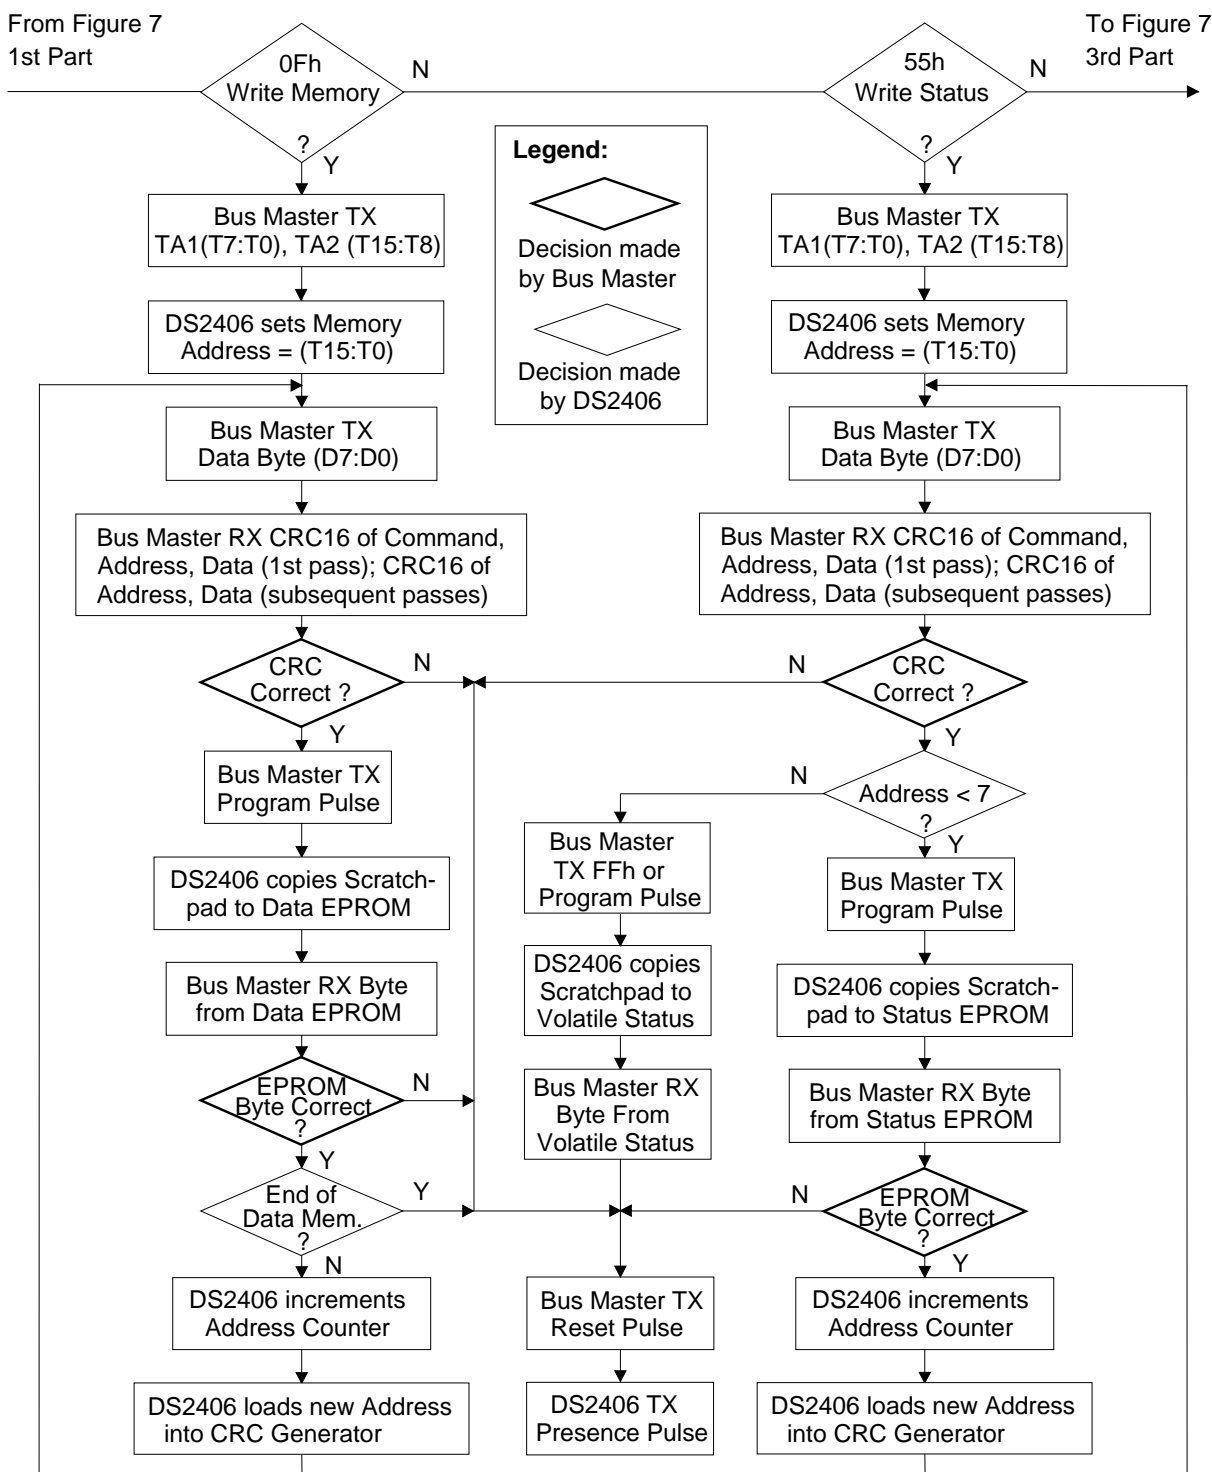 From Figure 7
1st Part
To Figure 7
3rd Part
0Fh
Write Memory
?
N
Y
55h
Write Status
?
N
Y
Legend:
Decision made
by Bus Master
Decision made
by DS2406
Bus Master TX
TA1(T7:T0), TA2 (T15:T8)
DS2406 sets Memory
Address = (T15:T0)
Bus Master TX
Data Byte (D7:D0)
Bus Master RX CRC16 of Command,
Address, Data (1st pass); CRC16 of
Address, Data (subsequent passes)
CRC
Correct ?
N
Y
Bus Master TX
Program Pulse
DS2406 copies Scratch-
pad to Data EPROM
Bus Master RX Byte
from Data EPROM
EPROM
Byte Correct
?
N
Y
End of
Data Mem.
?
Y
N
DS2406 increments
Address Counter
DS2406 loads new Address
into CRC Generator
Bus Master
TX FFh or
Program Pulse
DS2406 copies
Scratchpad to
Volatile Status
Bus Master RX
Byte From
Volatile Status
Bus Master TX
Reset Pulse
DS2406 TX
Presence Pulse
Bus Master TX
TA1(T7:T0), TA2 (T15:T8)
DS2406 sets Memory
Address = (T15:T0)
Bus Master TX
Data Byte (D7:D0)
Bus Master RX CRC16 of Command,
Address, Data (1st pass); CRC16 of
Address, Data (subsequent passes)
CRC
Correct ?
N
Y
Address < 7
?
N
Y
Bus Master TX
Program Pulse
DS2406 copies Scratch-
pad to Status EPROM
Bus Master RX Byte
from Status EPROM
EPROM
Byte Correct
?
N
Y
DS2406 increments
Address Counter
DS2406 loads new Address
into CRC Generator